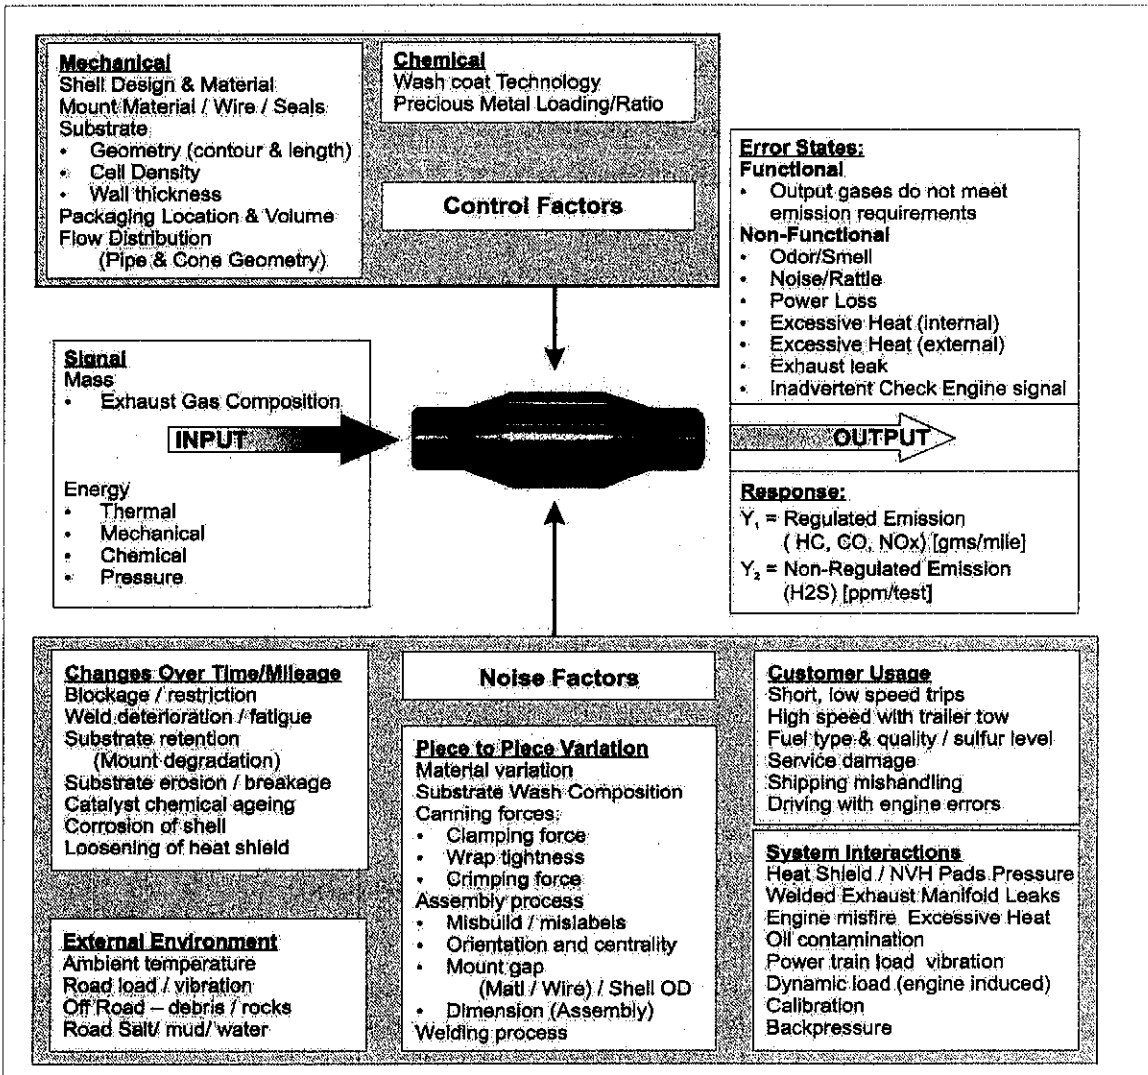 Mechanical
Shell Design & Material
Mount Material / Wire / Seals
Substrate
• Geometry (contour & length)
• Cell Density
• Wall thickness
Packaging Location & Volume
Flow Distribution
(Pipe & Cone Geometry)
Chemical
Wash coat Technology
Precious Metal Loading/Ratio
Control Factors
Error States:
Functional
• Output gases do not meet
emission requirements
Non-Functional
• Odor/Smell
• Noise/Rattle
• Power Loss
• Excessive Heat (internal)
• Excessive Heat (external)
• Exhaust leak
• Inadvertent Check Engine signal
Signal
Mass
• Exhaust Gas Composition
INPUT
Energy
• Thermal
• Mechanical
• Chemical
• Pressure
OUTPUT
Response:
Y₁ = Regulated Emission
( HC, CO, NOx) [gms/mile]
Y₂ = Non-Regulated Emission
(H2S) [ppm/test]
Changes Over Time/Mileage
Blockage / restriction
Weld deterioration / fatigue
Substrate retention
(Mount degradation)
Substrate erosion / breakage
Catalyst chemical ageing
Corrosion of shell
Loosening of heat shield
External Environment
Ambient temperature
Road load / vibration
Off Road – debris / rocks
Road Salt/ mud/ water
Noise Factors
Piece to Piece Variation
Material variation
Substrate Wash Composition
Canning forces:
• Clamping force
• Wrap tightness
• Crimping force
Assembly process
• Misbuild / mislabels
• Orientation and centrality
• Mount gap
(Matl / Wire) / Shell OD
• Dimension (Assembly)
Welding process
Customer Usage
Short, low speed trips
High speed with trailer tow
Fuel type & quality / sulfur level
Service damage
Shipping mishandling
Driving with engine errors
System Interactions
Heat Shield / NVH Pads Pressure
Welded Exhaust Manifold Leaks
Engine misfire Excessive Heat
Oil contamination
Power train load vibration
Dynamic load (engine induced)
Calibration
Backpressure